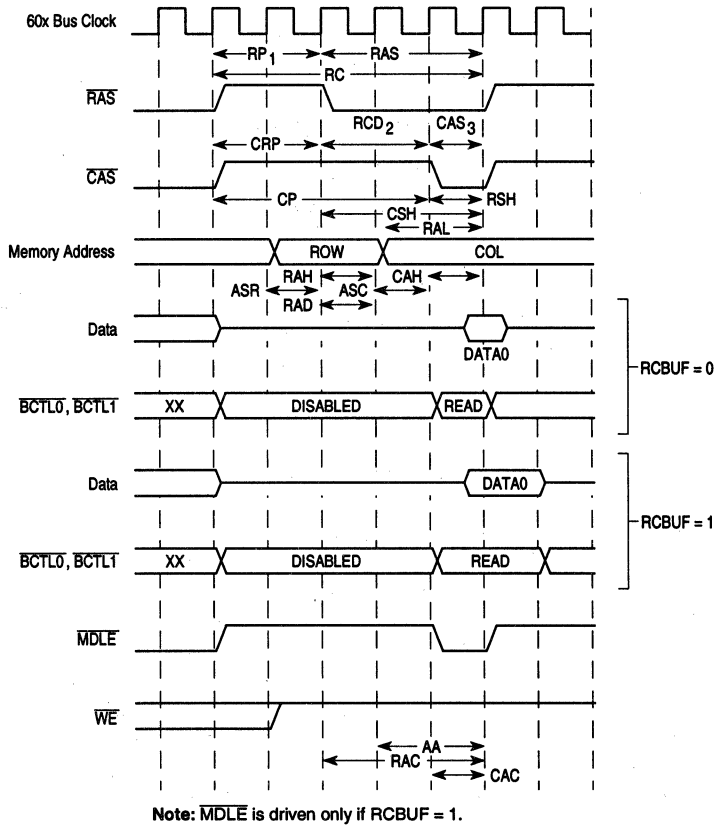 60x Bus Clock
RP1 RAS
RC
RAS
RCD2 CAS3
CRP
CAS
CP RSH
CSH
RAL
Memory Address ROW COL
RAH CAH
ASR ASC
RAD
Data
DATA0
RCBUF = 0
BCTL0, BCTL1 XX DISABLED READ
Data DATA0
RCBUF = 1
BCTL0, BCTL1 XX DISABLED READ
MDLE
WE
AA
RAC
CAC
Note: MDLE is driven only if RCBUF = 1.